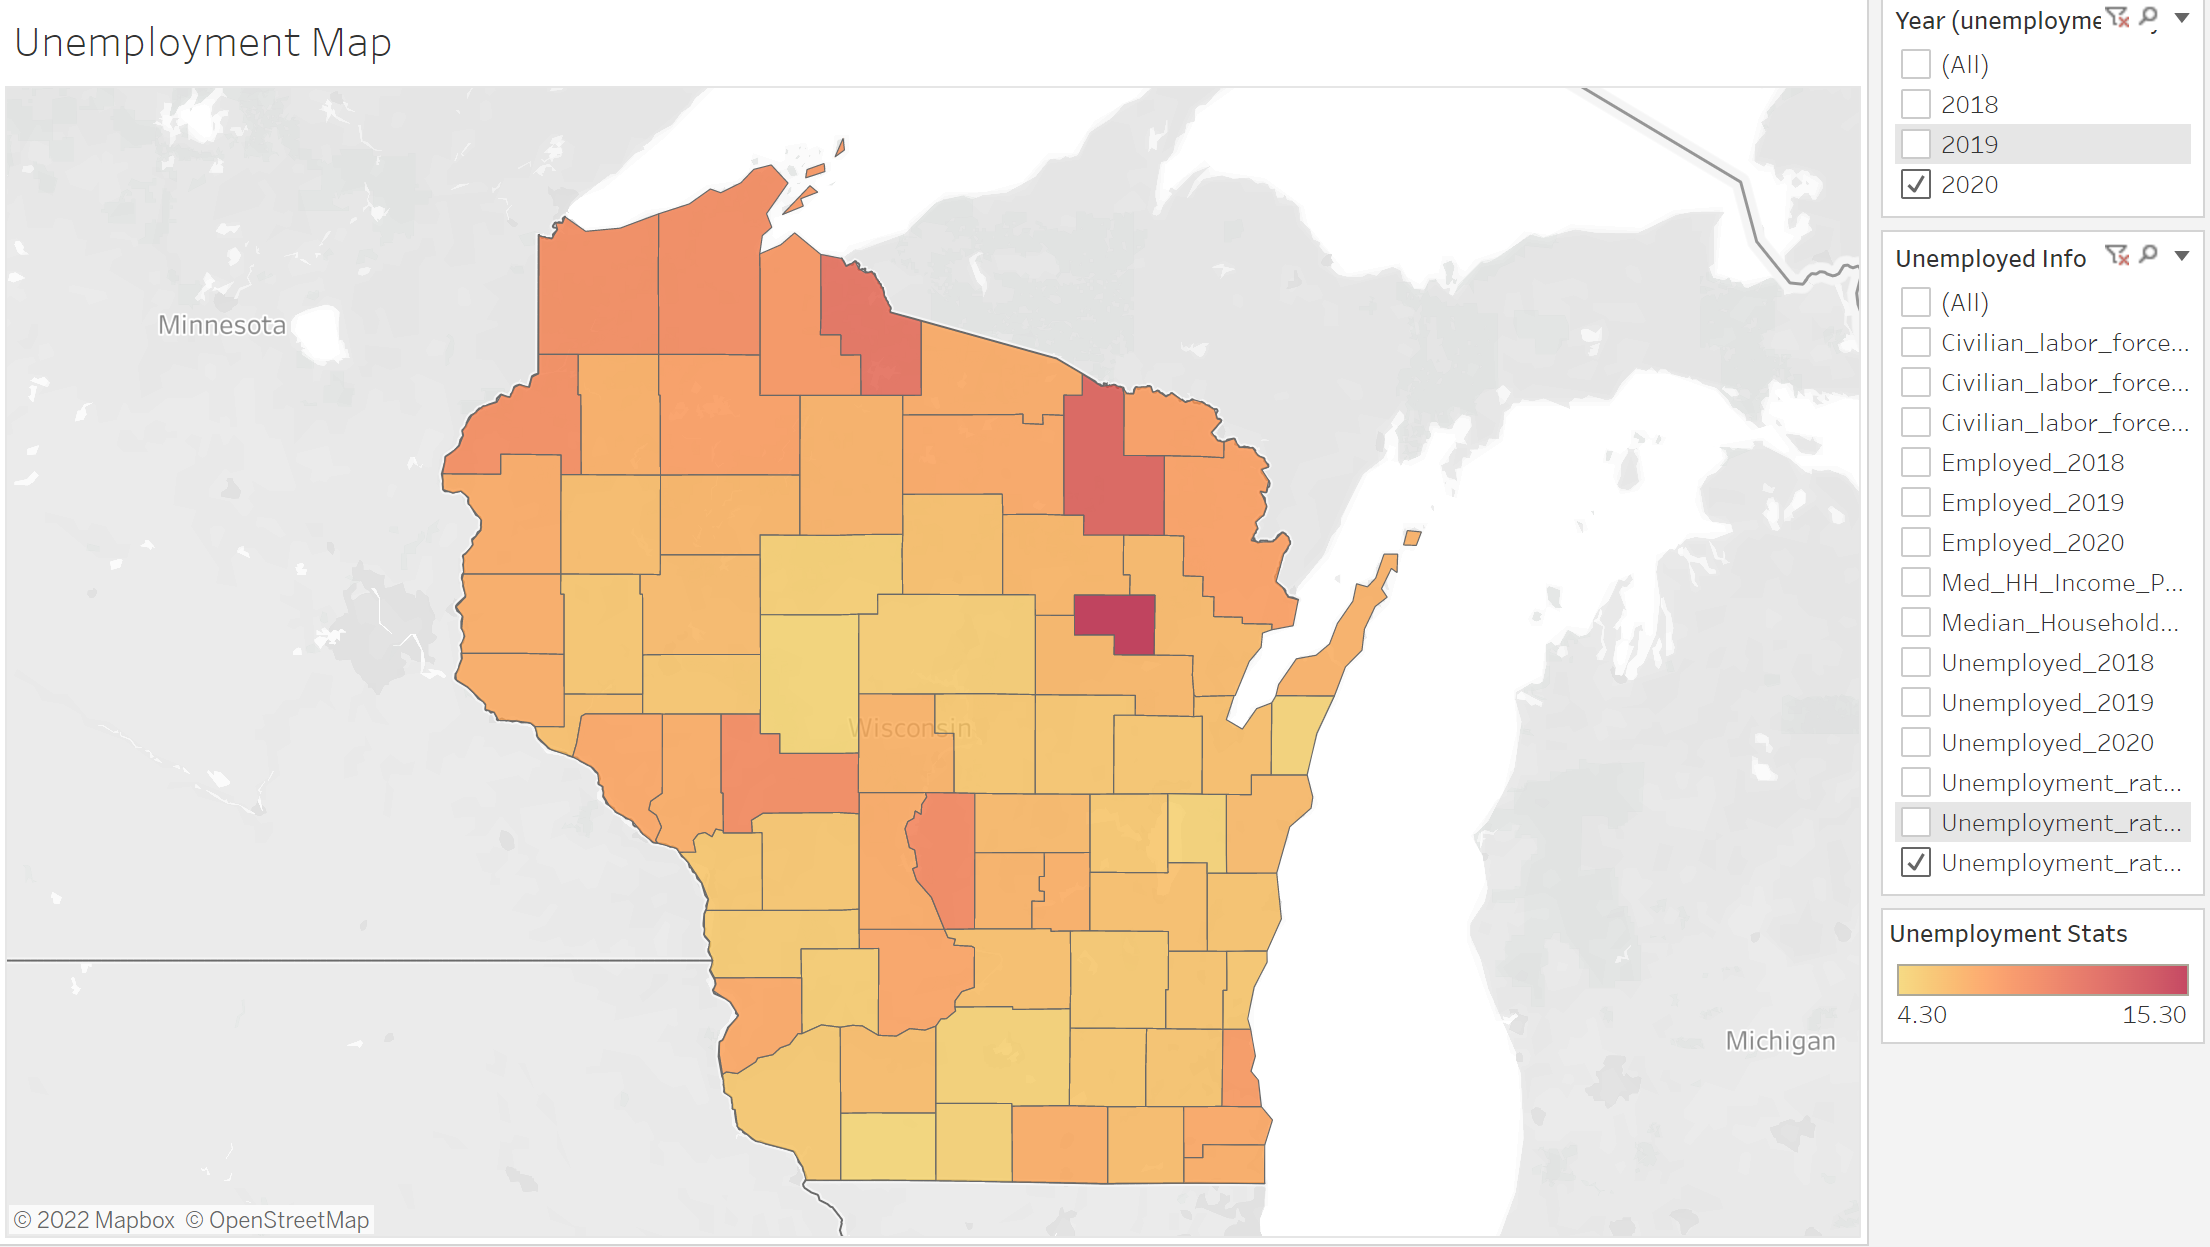 Unemployment Map
Minnesota
Wisconsin
Michigan
© 2022 Mapbox © OpenStreetMap
Year (unemployme
(All)
2018
2019
2020
Unemployed Info
(All)
Civilian_labor_force...
Civilian_labor_force...
Civilian_labor_force...
Employed_2018
Employed_2019
Employed_2020
Med_HH_Income_P...
Median_Household...
Unemployed_2018
Unemployed_2019
Unemployed_2020
Unemployment_rat...
Unemployment_rat...
Unemployment_rat...
Unemployment Stats
4.30 15.30